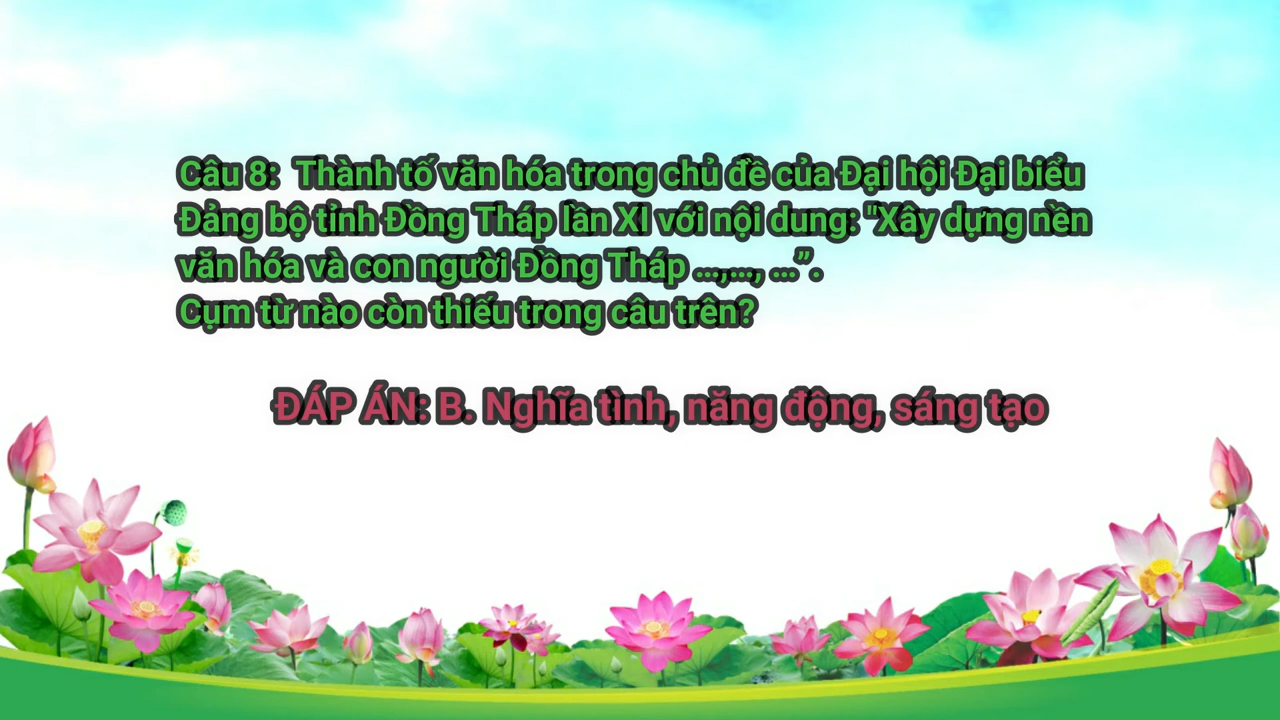 Câu 8:  Thành tố văn hóa trong chủ đề của Đại hội Đại biểu
Đảng bộ tỉnh Đồng Tháp lần XI với nội dung: "Xây dựng nền
văn hóa và con người Đồng Tháp ...,..., ...”.
Cụm từ nào còn thiếu trong câu trên?
ĐÁP ÁN: B. Nghĩa tình, năng động, sáng tạo